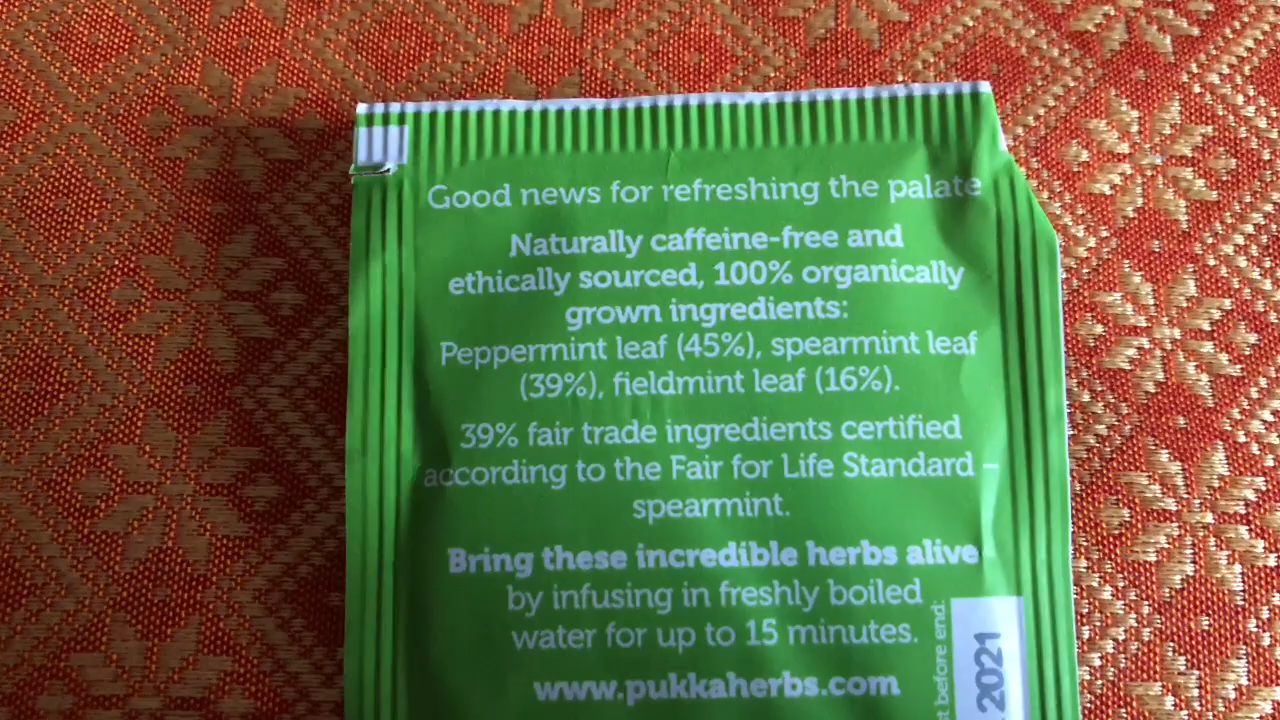 Good news for refreshing the palate
Naturally caffeine-free and
ethically sourced, 100% organically
grown ingredients:
Peppermint leaf (45%), spearmint leaf
(39%), fieldmint leaf (16%).
39% fair trade ingredients certified
according to the Fair for Life Standard –
spearmint.
Bring these incredible herbs alive
by infusing in freshly boiled
water for up to 15 minutes.
www.pukkaherbs.com
before end:
2021